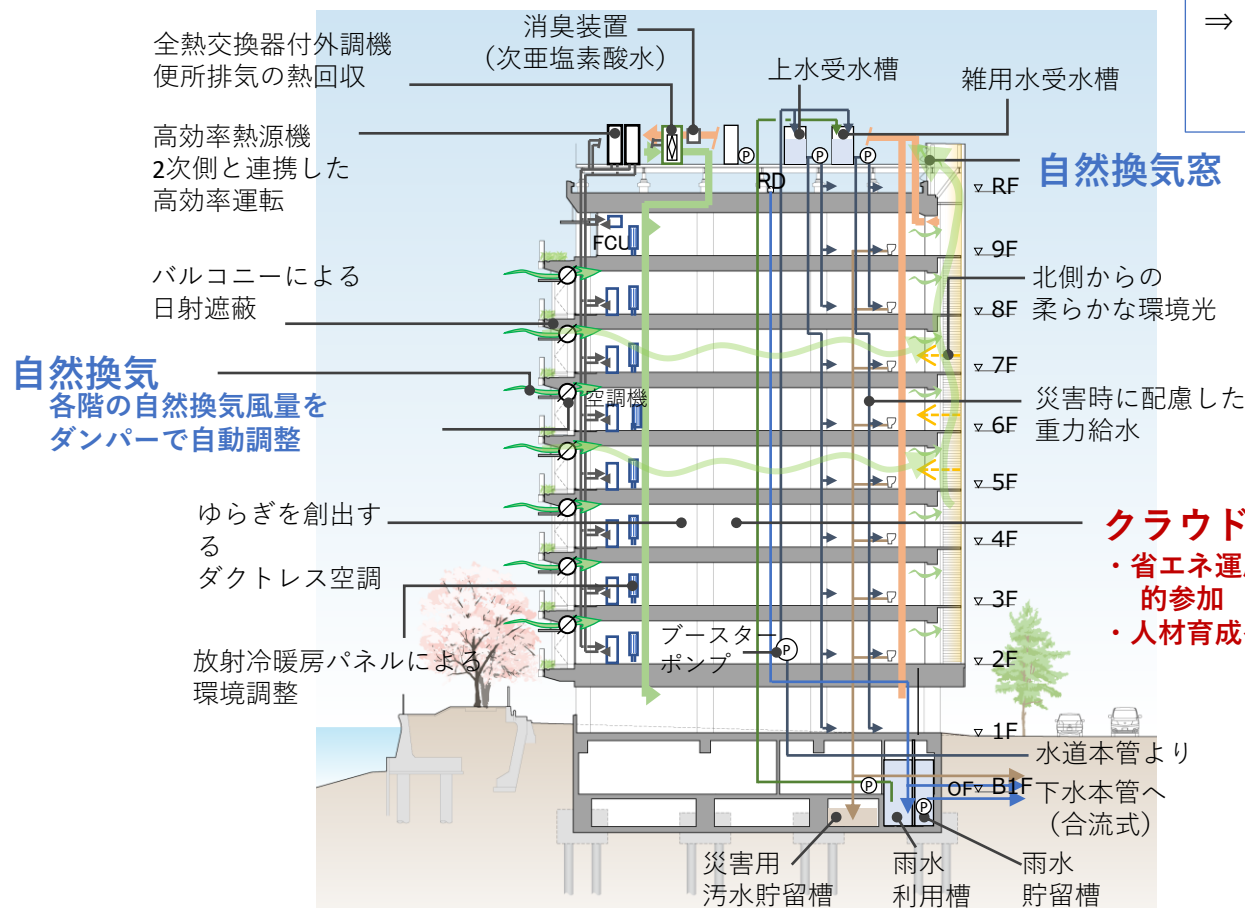 ⇒
消臭装置
（次亜塩素酸水）
全熱交換器付外調機
便所排気の熱回収
上水受水槽
雑用水受水槽
高効率熱源機
2次側と連携した
高効率運転
P
P
P
RD
自然換気窓
RF
FCU
9F
バルコニーによる
日射遮蔽
北側からの
柔らかな環境光
8F
7F
自然換気
各階の自然換気風量を
ダンパーで自動調整
空調機
災害時に配慮した
重力給水
6F
5F
ゆらぎを創出す
る
ダクトレス空調
クラウド
4F
・省エネ運
的参加
・人材育成
3F
放射冷暖房パネルによる
環境調整
ブースター
ポンプ
P
2F
1F
水道本管より
P
OF
B1F
下水本管へ
（合流式）
P
災害用
汚水貯留槽
雨水
利用槽
雨水
貯留槽